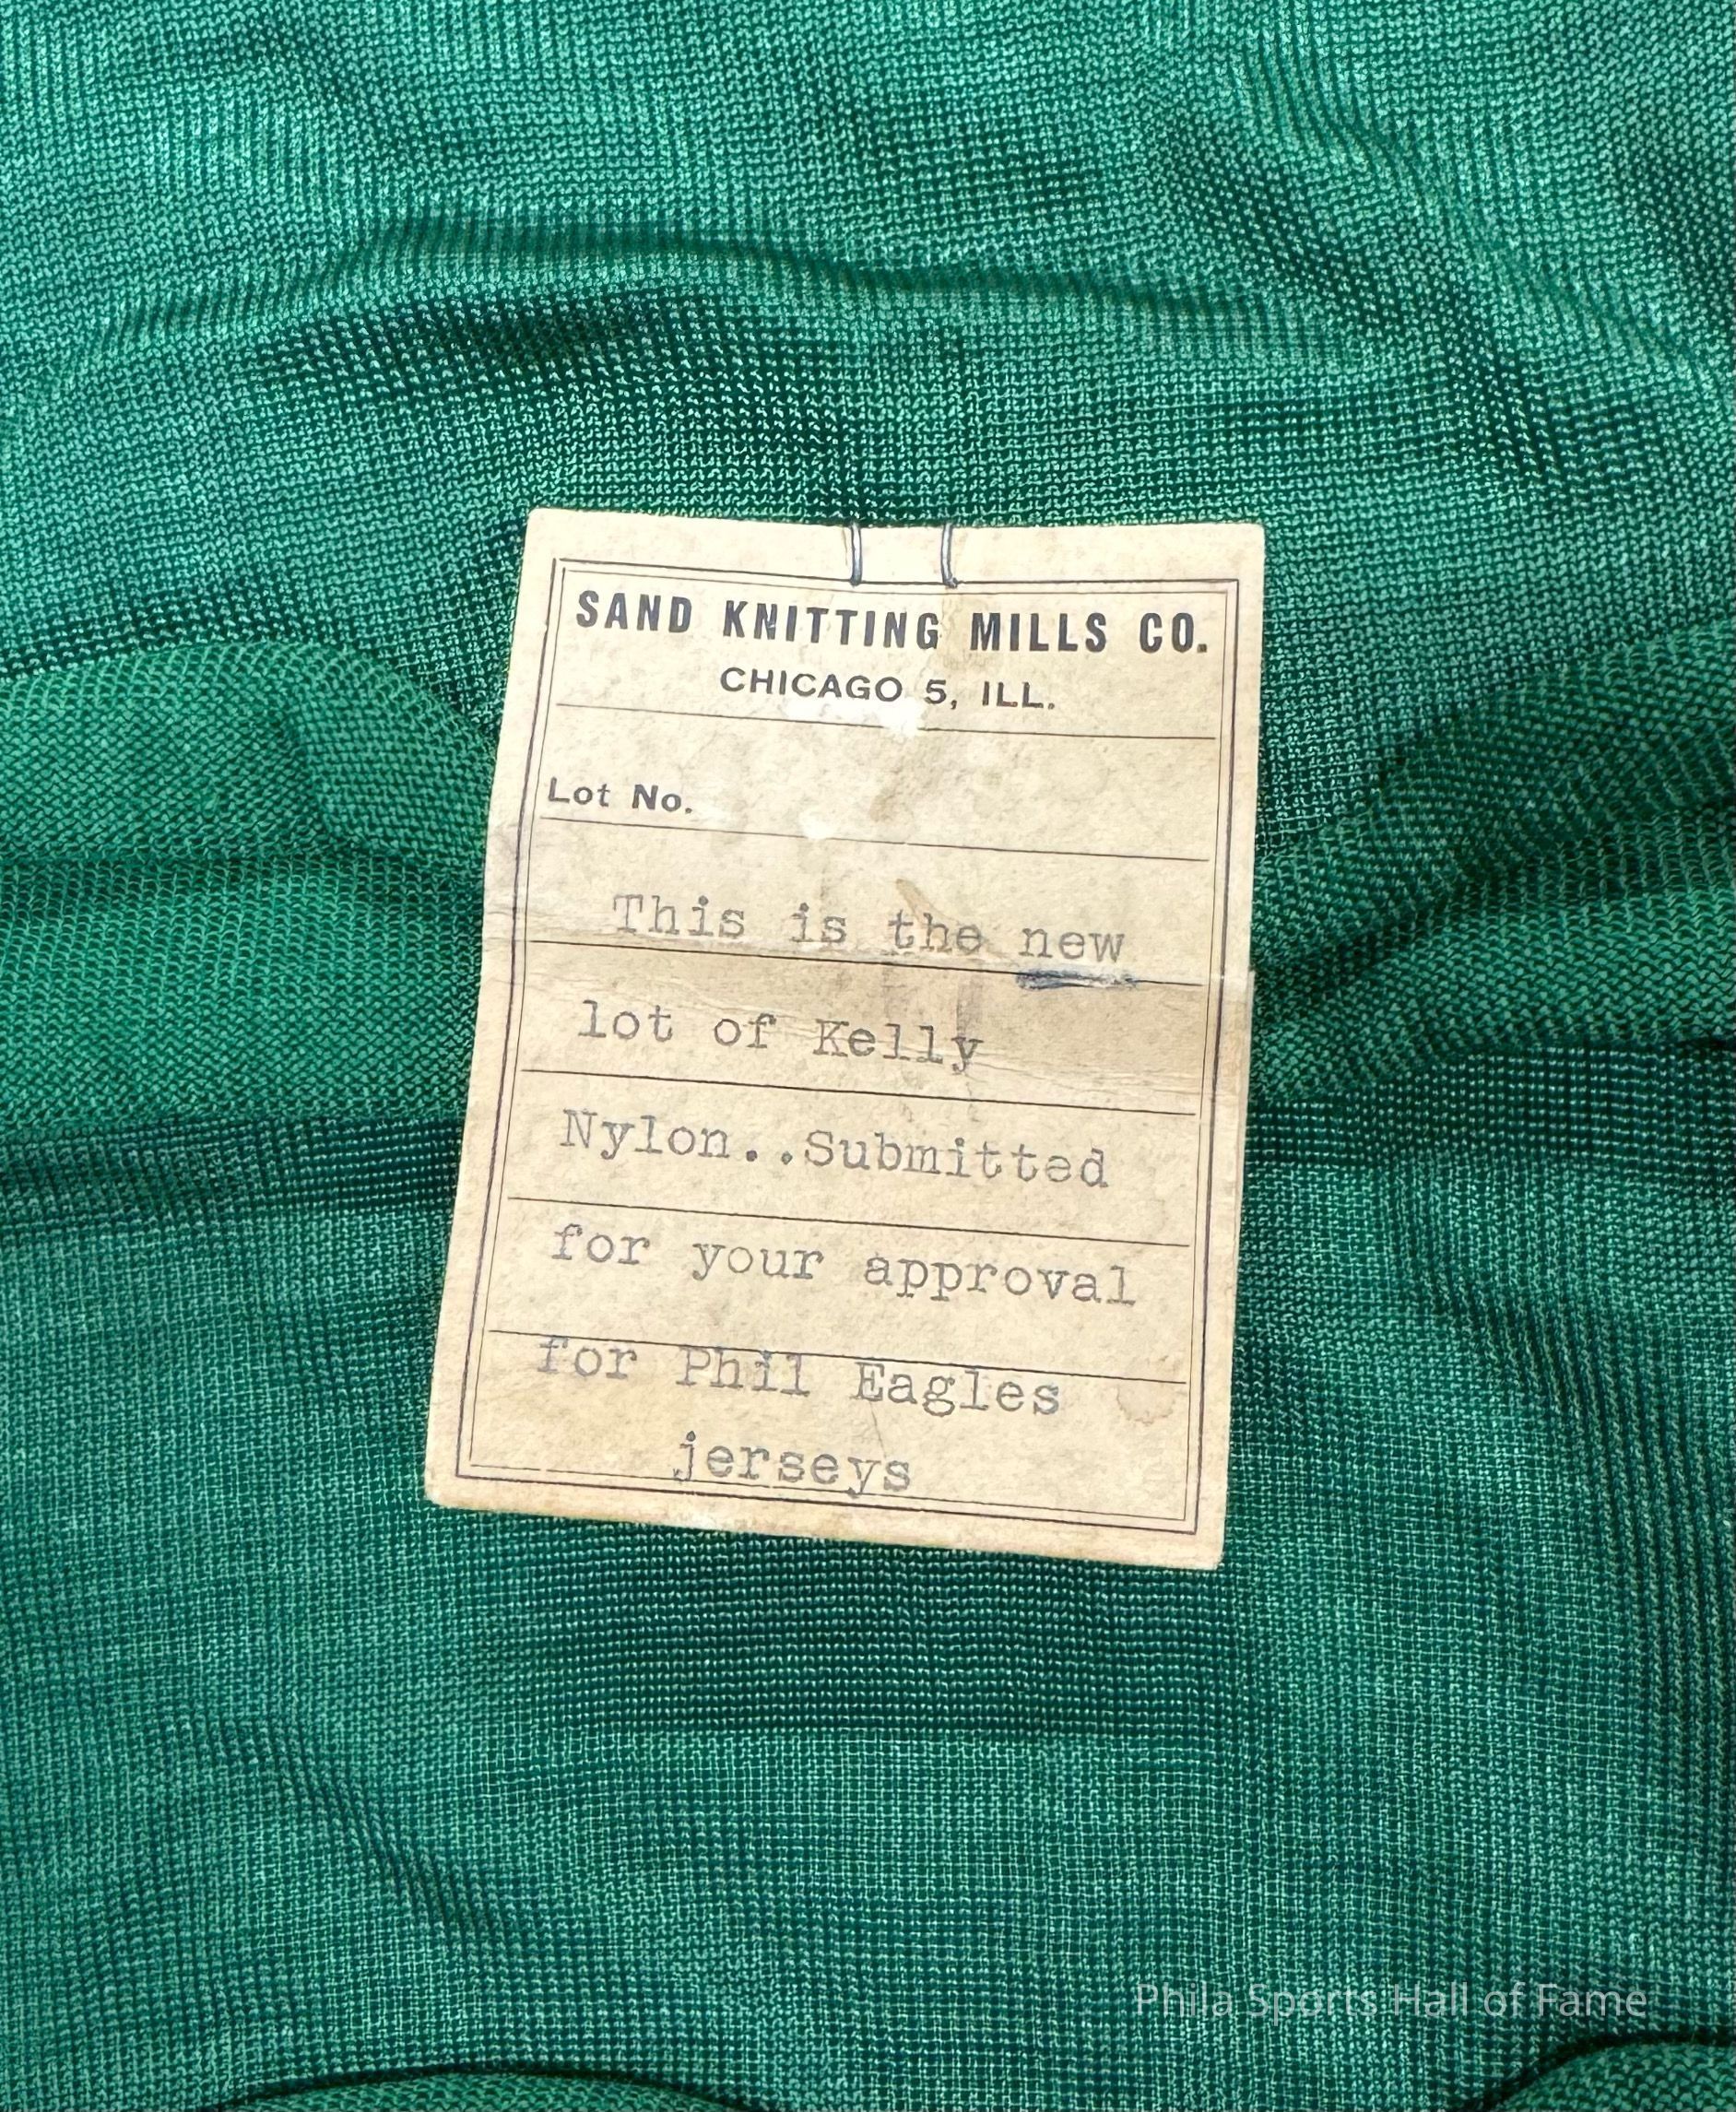 SAND KNITTING MILLS CO.
CHICAGO 5, ILL.
Lot No.
This is the new
lot of Kelly
Nylon..Submitted
for your approval
for Phil Eagles
jerseys
Phila Sports Hall of Fame